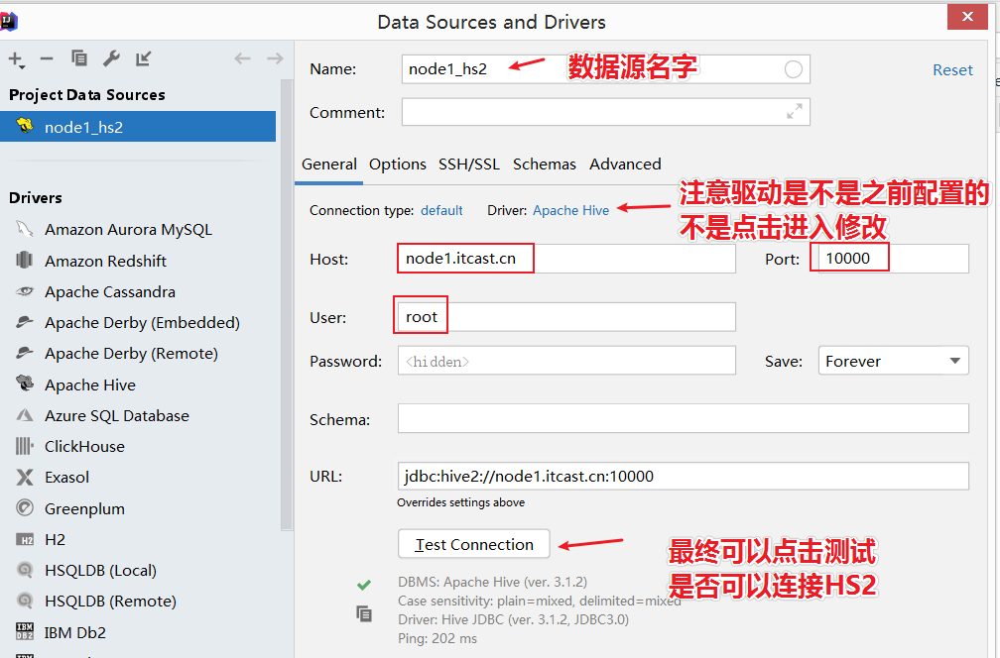 Data Sources and Drivers
Name: node1_hs2 数据源名字 Reset
Comment:
Project Data Sources
node1_hs2
General Options SSH/SSL Schemas Advanced
Connection type: default Driver: Apache Hive
注意驱动是不是之前配置的
不是点击进入修改
Host: node1.itcast.cn Port: 10000
User: root
Password: <hidden> Save: Forever
Schema:
URL: jdbc:hive2://node1.itcast.cn:10000
Overrides settings above
Test Connection
最终可以点击测试
是否可以连接HS2
DBMS: Apache Hive (ver. 3.1.2)
Case sensitivity: plain=mixed, delimited=mixed
Driver: Hive JDBC (ver. 3.1.2, JDBC3.0)
Ping: 202 ms
Drivers
Amazon Aurora MySQL
Amazon Redshift
Apache Cassandra
Apache Derby (Embedded)
Apache Derby (Remote)
Apache Hive
Azure SQL Database
ClickHouse
Exasol
Greenplum
H2
HSQLDB (Local)
HSQLDB (Remote)
IBM Db2